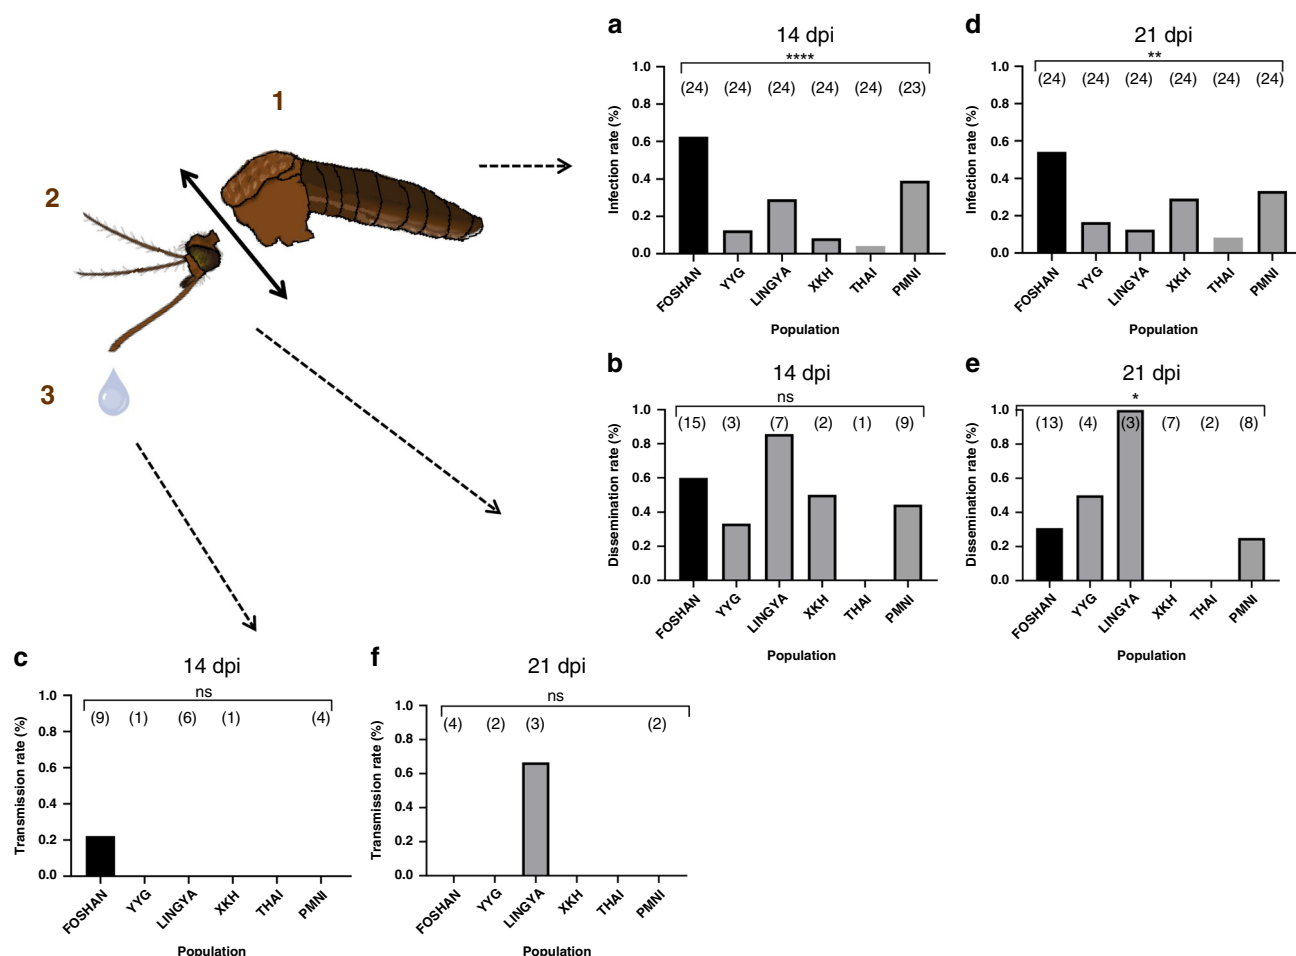 1
2
3
a
14 dpi
****
(24) (24) (24) (24) (24) (23)
Infection rate (%)
1.0
0.8
0.6
0.4
0.2
0.0
FOSHAN YYG LINGYA XKH THAI PMNI
Population
d
21 dpi
**
(24) (24) (24) (24) (24) (24)
Infection rate (%)
1.0
0.8
0.6
0.4
0.2
0.0
FOSHAN YYG LINGYA XKH THAI PMNI
Population
b
14 dpi
ns
(15) (3) (7) (2) (1) (9)
Dissemination rate (%)
1.0
0.8
0.6
0.4
0.2
0.0
FOSHAN YYG LINGYA XKH THAI PMNI
Population
e
21 dpi
*
(13) (4) (3) (7) (2) (8)
Dissemination rate (%)
1.0
0.8
0.6
0.4
0.2
0.0
FOSHAN YYG LINGYA XKH THAI PMNI
Population
c
14 dpi
ns
(9) (1) (6) (1) (4)
Transmission rate (%)
1.0
0.8
0.6
0.4
0.2
0.0
FOSHAN YYG LINGYA XKH THAI PMNI
Population
f
21 dpi
ns
(4) (2) (3) (2)
Transmission rate (%)
1.0
0.8
0.6
0.4
0.2
0.0
FOSHAN YYG LINGYA XKH THAI PMNI
Population